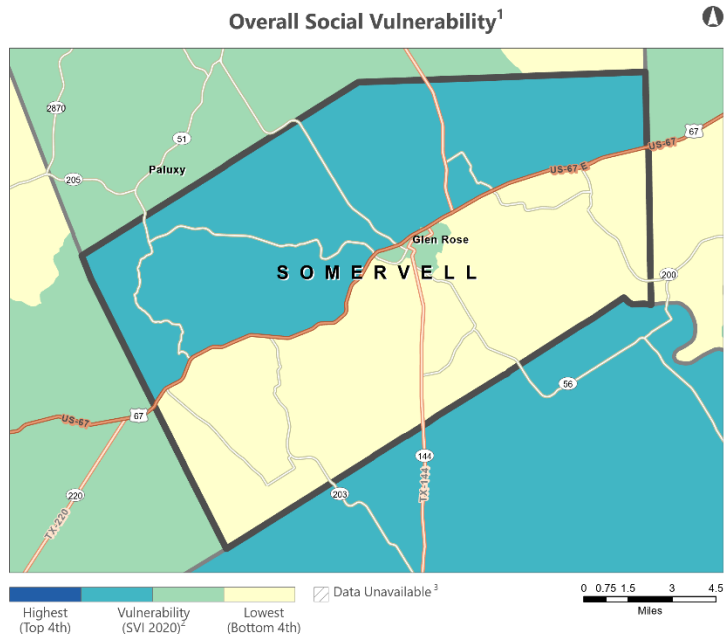 Overall Social Vulnerability¹
2870
51
Paluxy
205
67
US-67
US-67-E
Glen Rose
SOMERVELL
200
56
67
US-67
144
TX-144
203
220
TX-220
Highest
(Top 4th)
Vulnerability
(SVI 2020)²
Lowest
(Bottom 4th)
Data Unavailable³
0 0.75 1.5 3 4.5
Miles